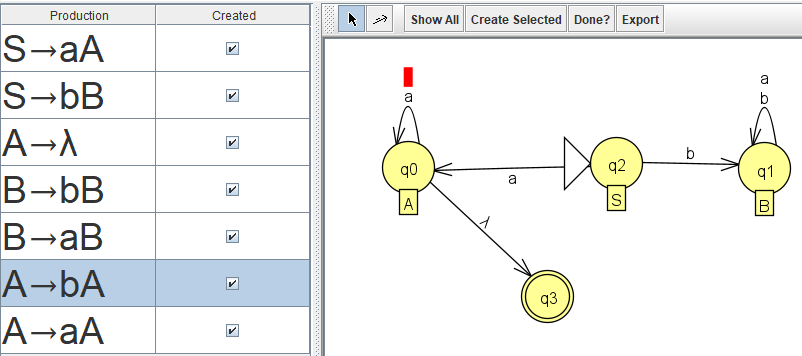 Production Created
S→aA
S→bB
A→λ
B→bB
B→aB
A→bA
A→aA
Show All Create Selected Done? Export
a
a
b
q0
A
a
q2
S
b
q1
B
λ
q3